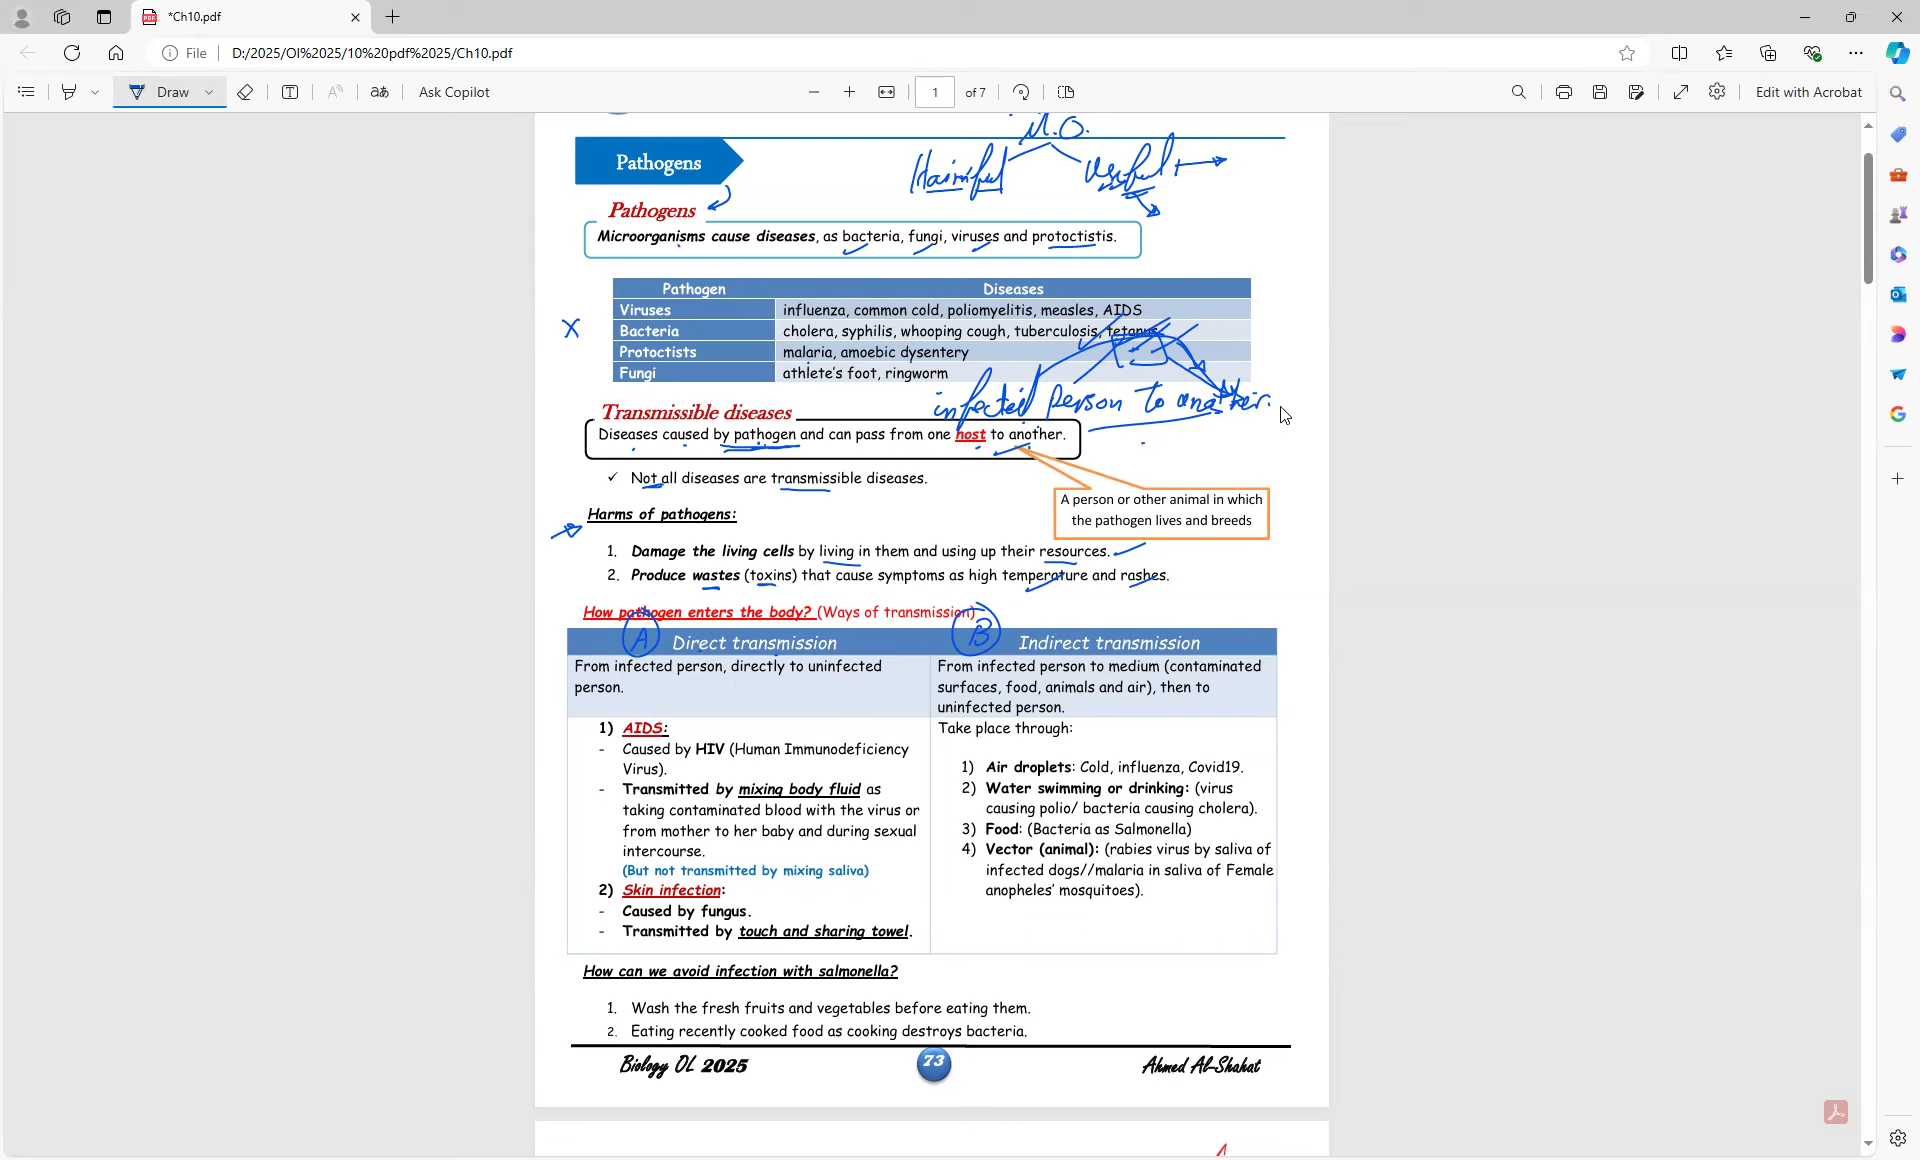 *Ch10.pdf
File D:/2025/Ol%2025/10%20pdf%2025/Ch10.pdf
Draw
Ask Copilot
1 of 7
Edit with Acrobat
M.O.
Harmful Useful
Pathogens
Pathogens
Microorganisms cause diseases, as bacteria, fungi, viruses and protoctistis.
Pathogen Diseases
Viruses influenza, common cold, poliomyelitis, measles, AIDS
X
Bacteria cholera, syphilis, whooping cough, tuberculosis, tetanus
Protoctists malaria, amoebic dysentery
Fungi athlete's foot, ringworm
infected person to another.
Transmissible diseases
Diseases caused by pathogen and can pass from one host to another.
✓ Not all diseases are transmissible diseases.
A person or other animal in which
the pathogen lives and breeds
Harms of pathogens:
1. Damage the living cells by living in them and using up their resources.
2. Produce wastes (toxins) that cause symptoms as high temperature and rashes.
How pathogen enters the body? (Ways of transmission)
A Direct transmission
From infected person, directly to uninfected
person.
1) AIDS:
- Caused by HIV (Human Immunodeficiency
Virus).
- Transmitted by mixing body fluid as
taking contaminated blood with the virus or
from mother to her baby and during sexual
intercourse.
(But not transmitted by mixing saliva)
2) Skin infection:
- Caused by fungus.
- Transmitted by touch and sharing towel.
B Indirect transmission
From infected person to medium (contaminated
surfaces, food, animals and air), then to
uninfected person.
Take place through:
1) Air droplets: Cold, influenza, Covid19.
2) Water swimming or drinking: (virus
causing polio/ bacteria causing cholera).
3) Food: (Bacteria as Salmonella)
4) Vector (animal): (rabies virus by saliva of
infected dogs//malaria in saliva of Female
anopheles' mosquitoes).
How can we avoid infection with salmonella?
1. Wash the fresh fruits and vegetables before eating them.
2. Eating recently cooked food as cooking destroys bacteria.
Biology OL 2025 73 Ahmed Al-Shahat